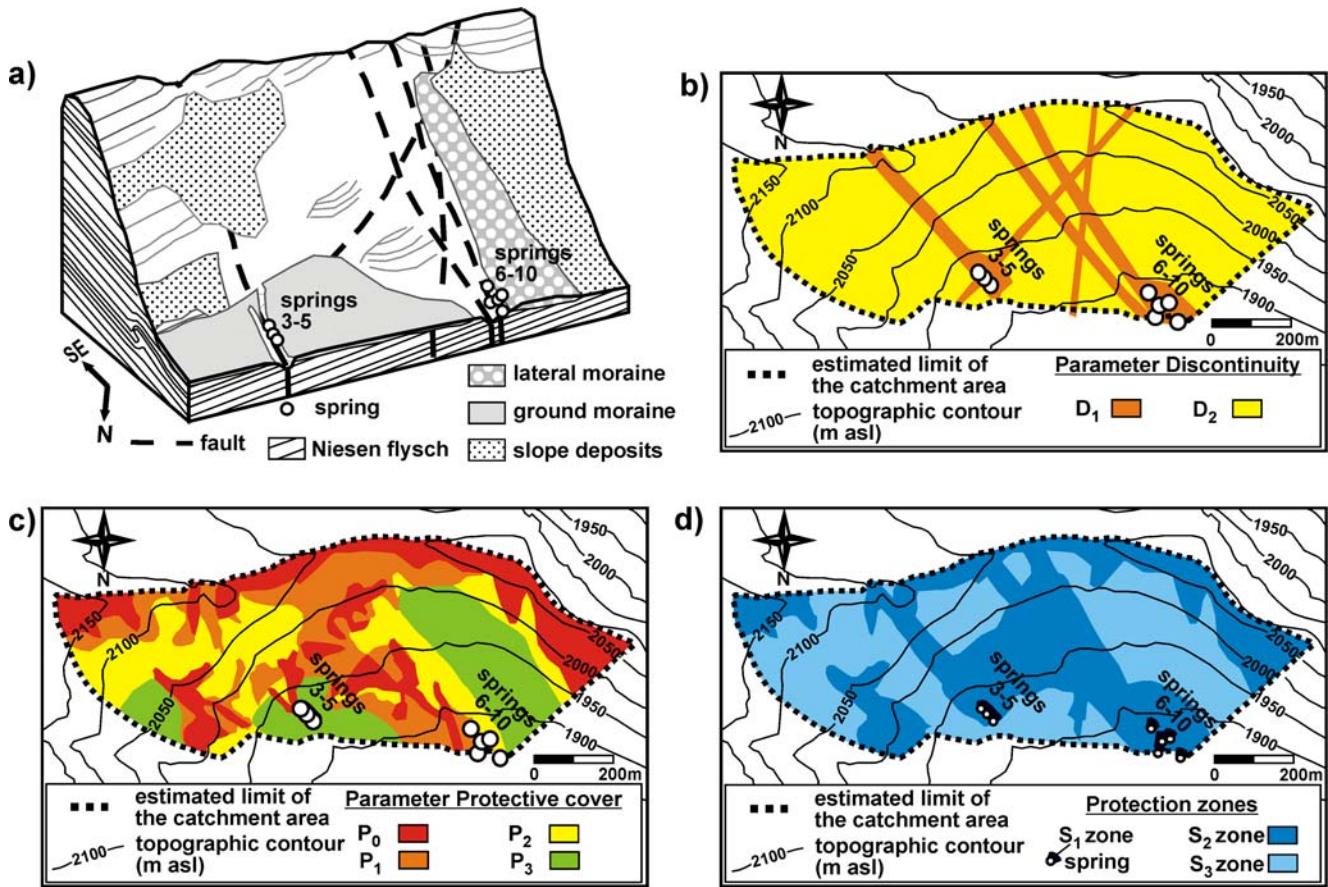 a)
springs
6-10
springs
3-5
SE
N
spring
fault
Niesen flysch
lateral moraine
ground moraine
slope deposits
b)
N
1950
2000
2150
2100
2050
2050
2000
1950
1900
springs
3-5
springs
6-10
0 200m
estimated limit of
the catchment area
2100 topographic contour
(m asl)
Parameter Discontinuity
D1 D2
c)
N
1950
2000
2150
2100
2050
2050
2000
1950
1900
springs
3-5
springs
6-10
0 200m
estimated limit of
the catchment area
2100 topographic contour
(m asl)
Parameter Protective cover
P0 P2
P1 P3
d)
N
1950
2000
2150
2100
2050
2050
2000
1950
1900
springs
3-5
springs
6-10
0 200m
estimated limit of
the catchment area
2100 topographic contour
(m asl)
Protection zones
S1 zone
spring
S2 zone
S3 zone